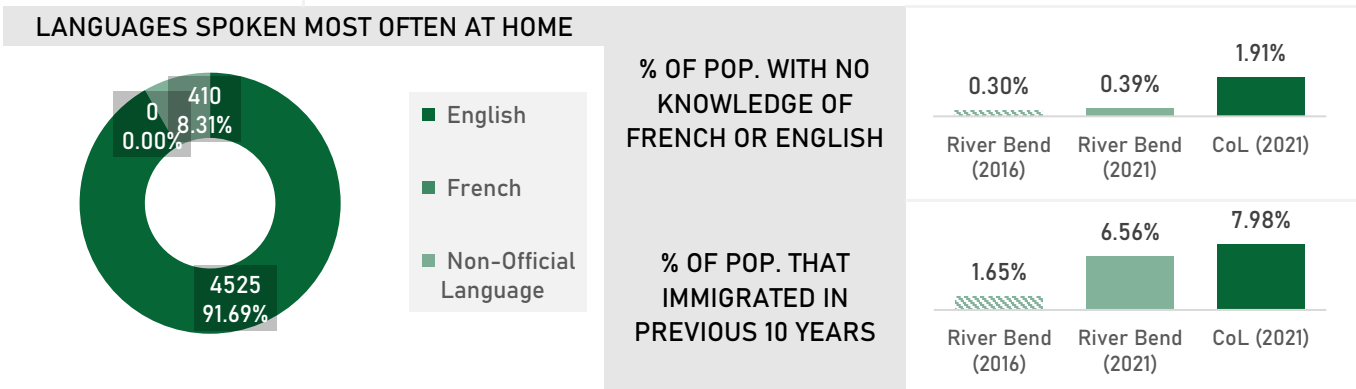 LANGUAGES SPOKEN MOST OFTEN AT HOME
0
0.00%
410
8.31%
4525
91.69%
English
French
Non-Official
Language
% OF POP. WITH NO
KNOWLEDGE OF
FRENCH OR ENGLISH
0.30%
0.39%
1.91%
River Bend
(2016)
River Bend
(2021)
CoL (2021)
% OF POP. THAT
IMMIGRATED IN
PREVIOUS 10 YEARS
1.65%
6.56%
7.98%
River Bend
(2016)
River Bend
(2021)
CoL (2021)